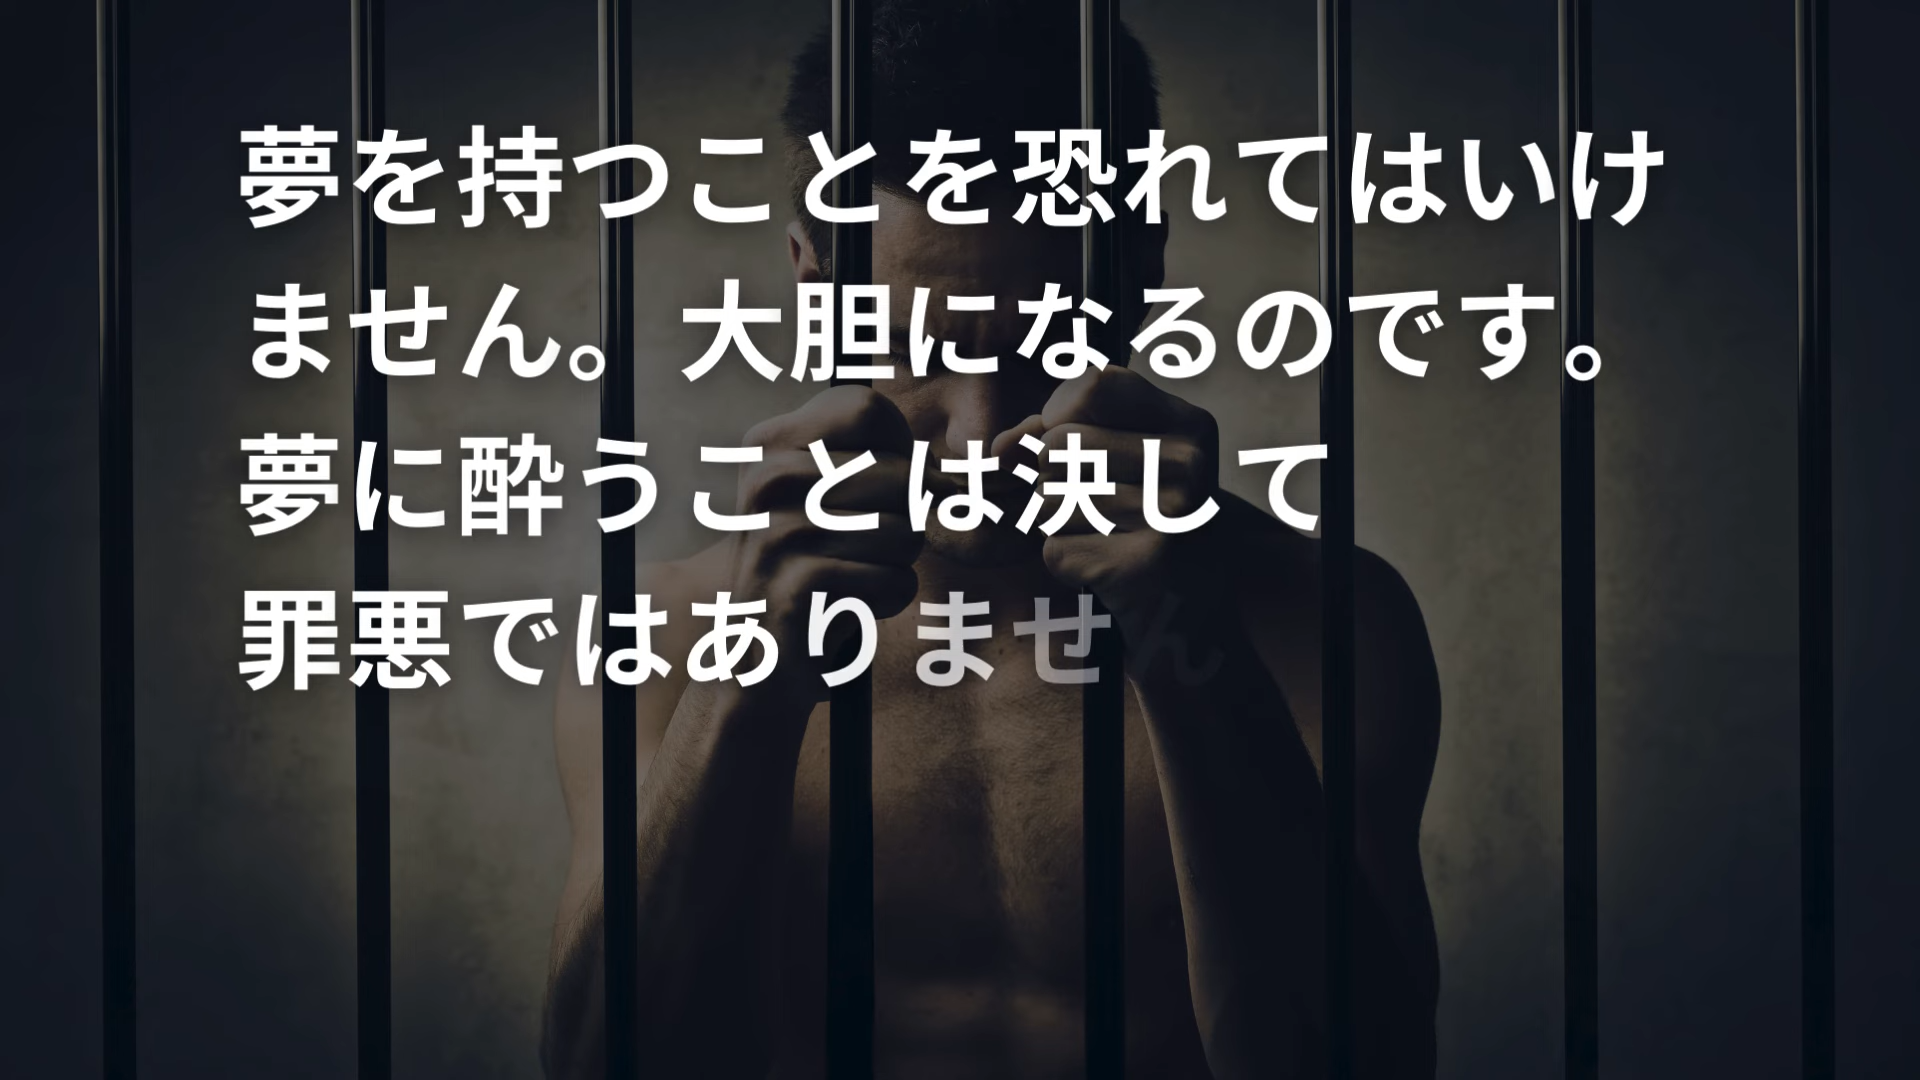 夢を持つことを恐れてはいけ
ません。大胆になるのです。
夢に酔うことは決して
罪悪ではありません